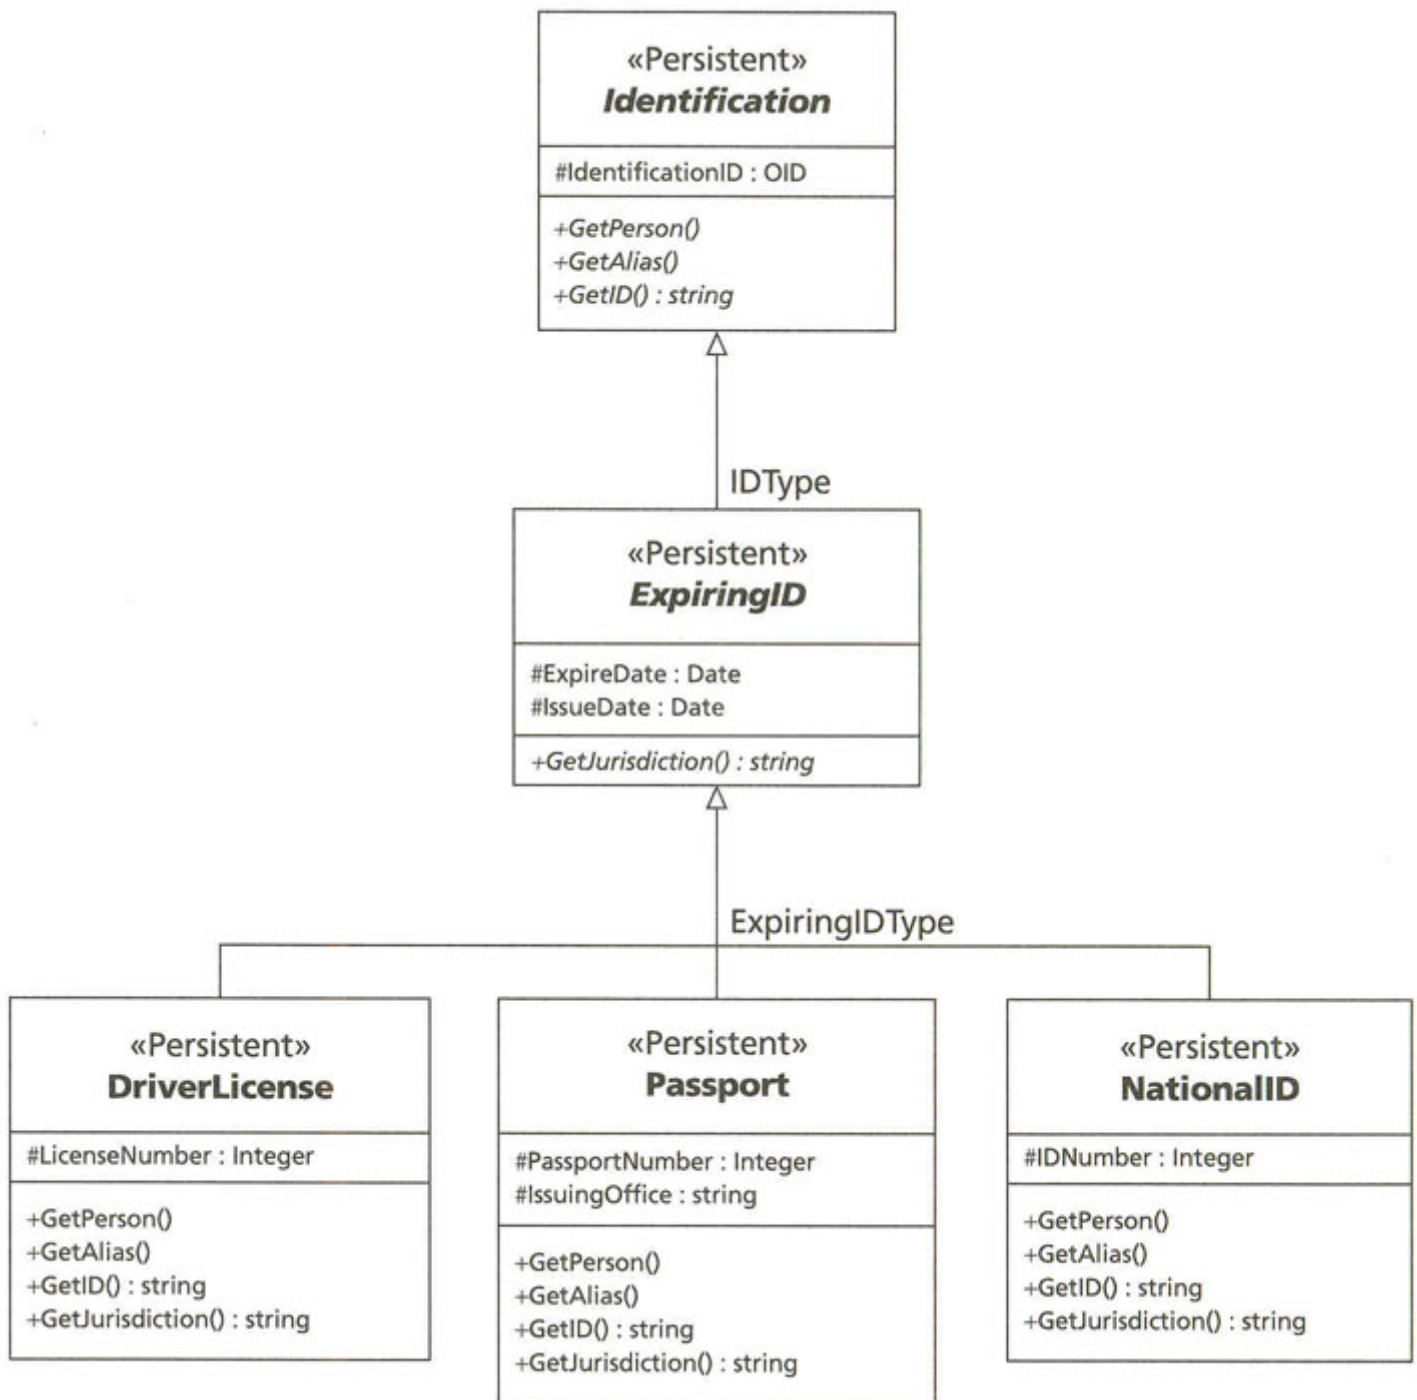 «Persistent»
Identification
#IdentificationID : OID
+GetPerson()
+GetAlias()
+GetID() : string
IDType
«Persistent»
ExpiringID
#ExpireDate : Date
#IssueDate : Date
+GetJurisdiction() : string
ExpiringIDType
«Persistent»
DriverLicense
#LicenseNumber : Integer
+GetPerson()
+GetAlias()
+GetID() : string
+GetJurisdiction() : string
«Persistent»
Passport
#PassportNumber : Integer
#IssuingOffice : string
+GetPerson()
+GetAlias()
+GetID() : string
+GetJurisdiction() : string
«Persistent»
NationalID
#IDNumber : Integer
+GetPerson()
+GetAlias()
+GetID() : string
+GetJurisdiction() : string